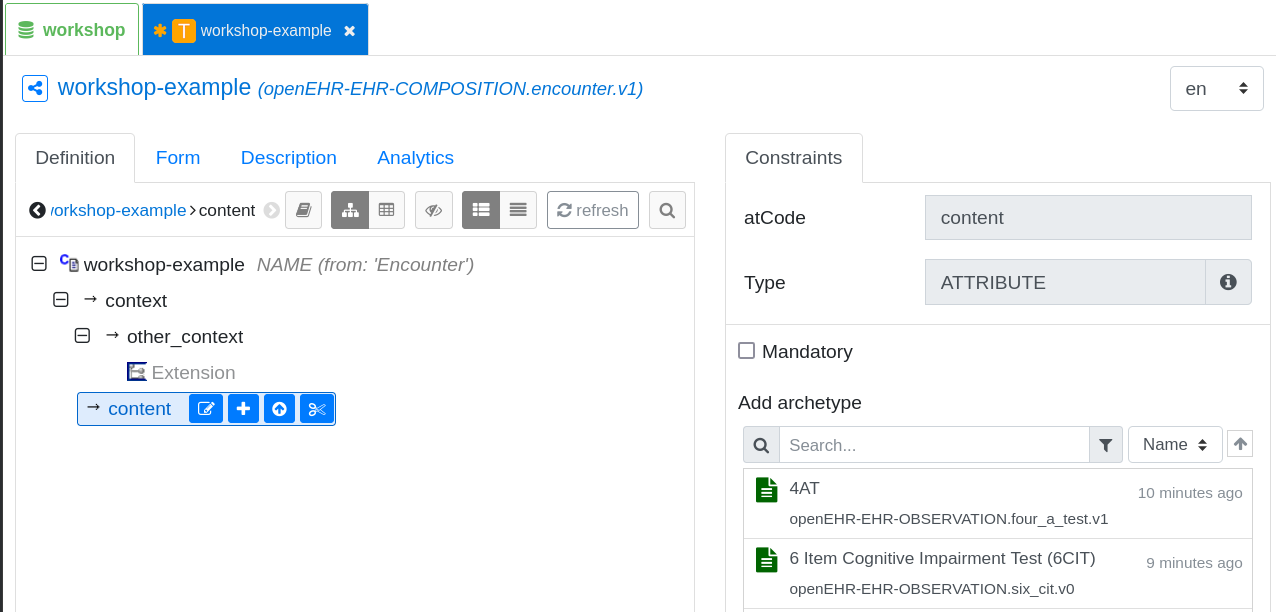 workshop
T workshop-example
workshop-example (openEHR-EHR-COMPOSITION.encounter.v1)
en
Definition Form Description Analytics
workshop-example content refresh
workshop-example NAME (from: 'Encounter')
→ context
→ other_context
Extension
→ content
Constraints
atCode content
Type ATTRIBUTE
Mandatory
Add archetype
Search... Name
4AT 10 minutes ago
openEHR-EHR-OBSERVATION.four_a_test.v1
6 Item Cognitive Impairment Test (6CIT) 9 minutes ago
openEHR-EHR-OBSERVATION.six_cit.v0